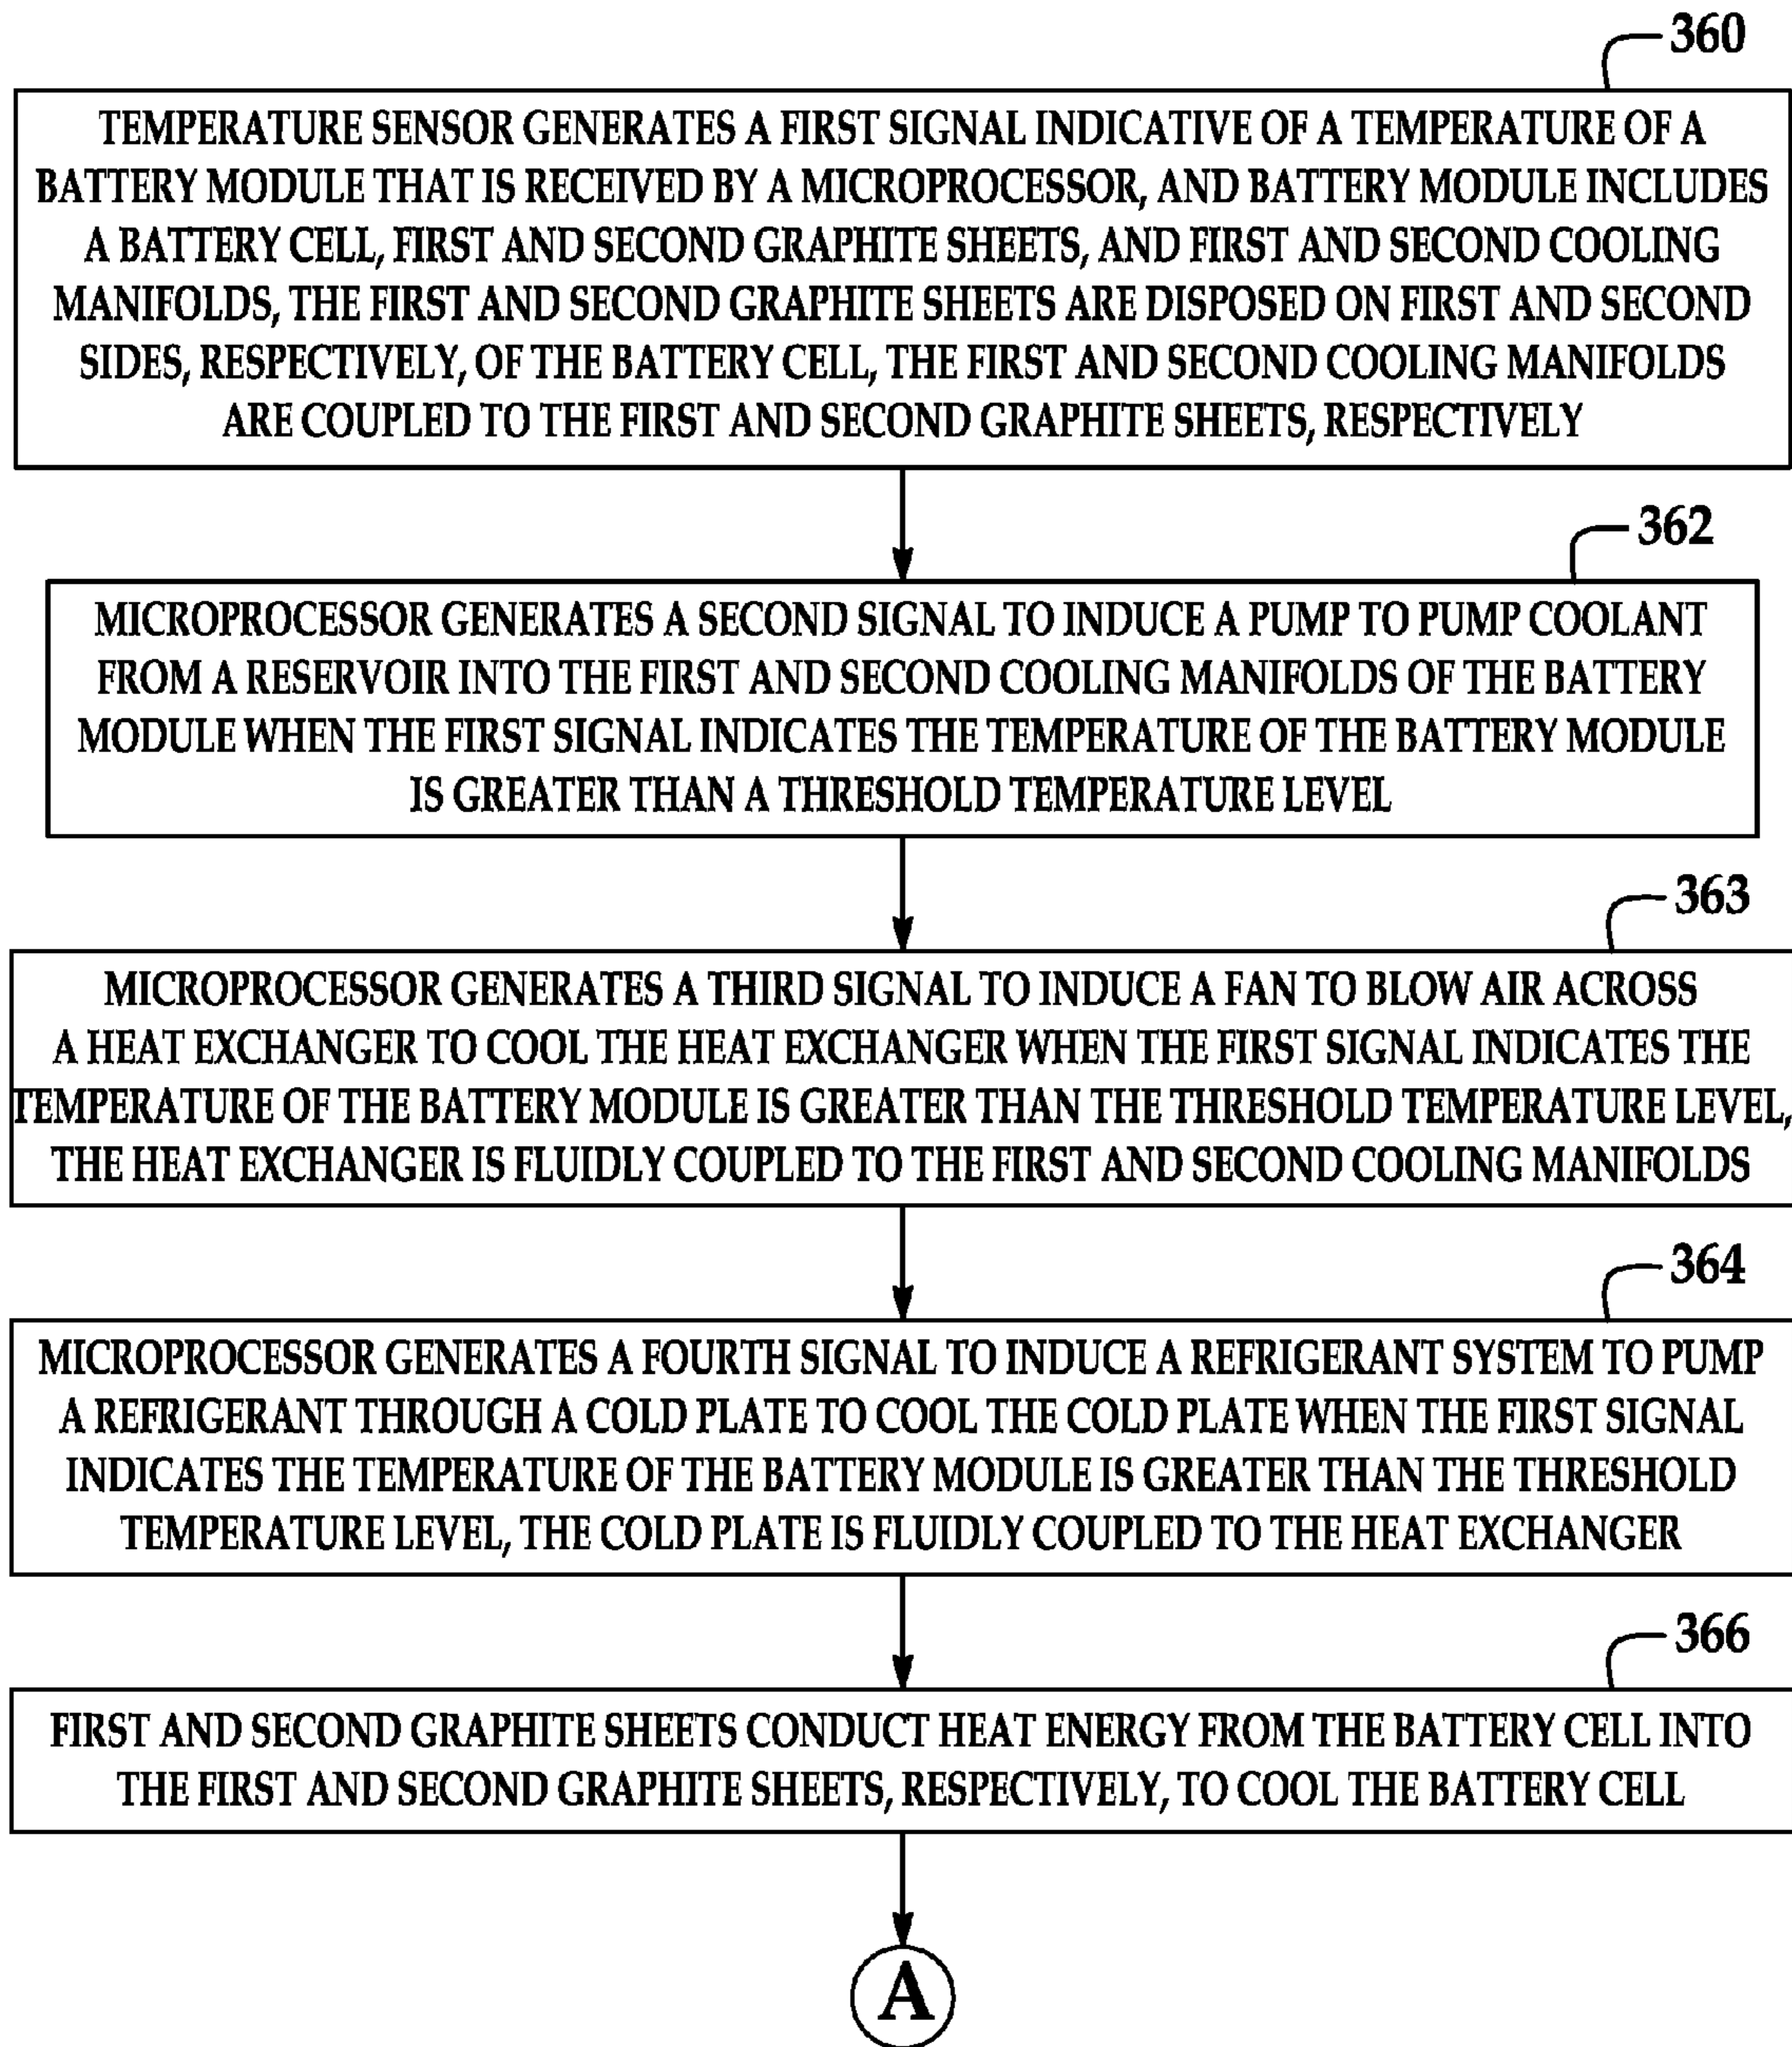 360
TEMPERATURE SENSOR GENERATES A FIRST SIGNAL INDICATIVE OF A TEMPERATURE OF A
BATTERY MODULE THAT IS RECEIVED BY A MICROPROCESSOR, AND BATTERY MODULE INCLUDES
A BATTERY CELL, FIRST AND SECOND GRAPHITE SHEETS, AND FIRST AND SECOND COOLING
MANIFOLDS, THE FIRST AND SECOND GRAPHITE SHEETS ARE DISPOSED ON FIRST AND SECOND
SIDES, RESPECTIVELY, OF THE BATTERY CELL, THE FIRST AND SECOND COOLING MANIFOLDS
ARE COUPLED TO THE FIRST AND SECOND GRAPHITE SHEETS, RESPECTIVELY
362
MICROPROCESSOR GENERATES A SECOND SIGNAL TO INDUCE A PUMP TO PUMP COOLANT
FROM A RESERVOIR INTO THE FIRST AND SECOND COOLING MANIFOLDS OF THE BATTERY
MODULE WHEN THE FIRST SIGNAL INDICATES THE TEMPERATURE OF THE BATTERY MODULE
IS GREATER THAN A THRESHOLD TEMPERATURE LEVEL
363
MICROPROCESSOR GENERATES A THIRD SIGNAL TO INDUCE A FAN TO BLOW AIR ACROSS
A HEAT EXCHANGER TO COOL THE HEAT EXCHANGER WHEN THE FIRST SIGNAL INDICATES THE
TEMPERATURE OF THE BATTERY MODULE IS GREATER THAN THE THRESHOLD TEMPERATURE LEVEL,
THE HEAT EXCHANGER IS FLUIDLY COUPLED TO THE FIRST AND SECOND COOLING MANIFOLDS
364
MICROPROCESSOR GENERATES A FOURTH SIGNAL TO INDUCE A REFRIGERANT SYSTEM TO PUMP
A REFRIGERANT THROUGH A COLD PLATE TO COOL THE COLD PLATE WHEN THE FIRST SIGNAL
INDICATES THE TEMPERATURE OF THE BATTERY MODULE IS GREATER THAN THE THRESHOLD
TEMPERATURE LEVEL, THE COLD PLATE IS FLUIDLY COUPLED TO THE HEAT EXCHANGER
366
FIRST AND SECOND GRAPHITE SHEETS CONDUCT HEAT ENERGY FROM THE BATTERY CELL INTO
THE FIRST AND SECOND GRAPHITE SHEETS, RESPECTIVELY, TO COOL THE BATTERY CELL
A